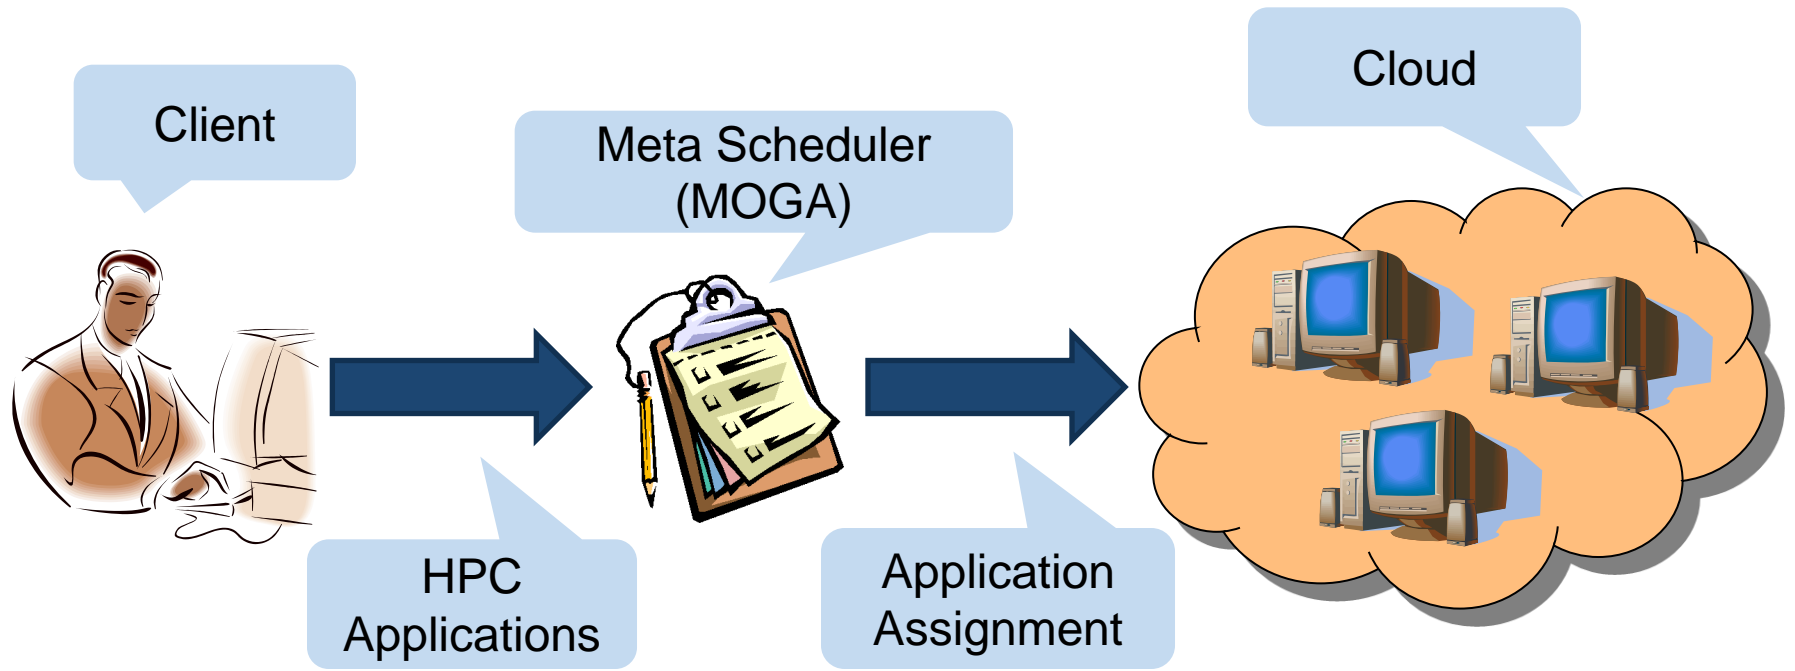 Client
Meta Scheduler
(MOGA)
Cloud
HPC
Applications
Application
Assignment